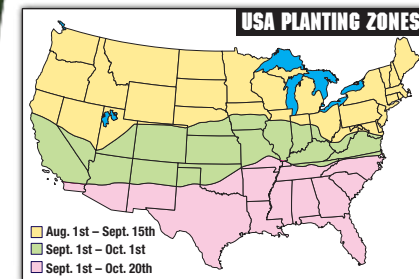 USA PLANTING ZONES
Aug. 1st – Sept. 15th
Sept. 1st – Oct. 1st
Sept. 1st – Oct. 20th